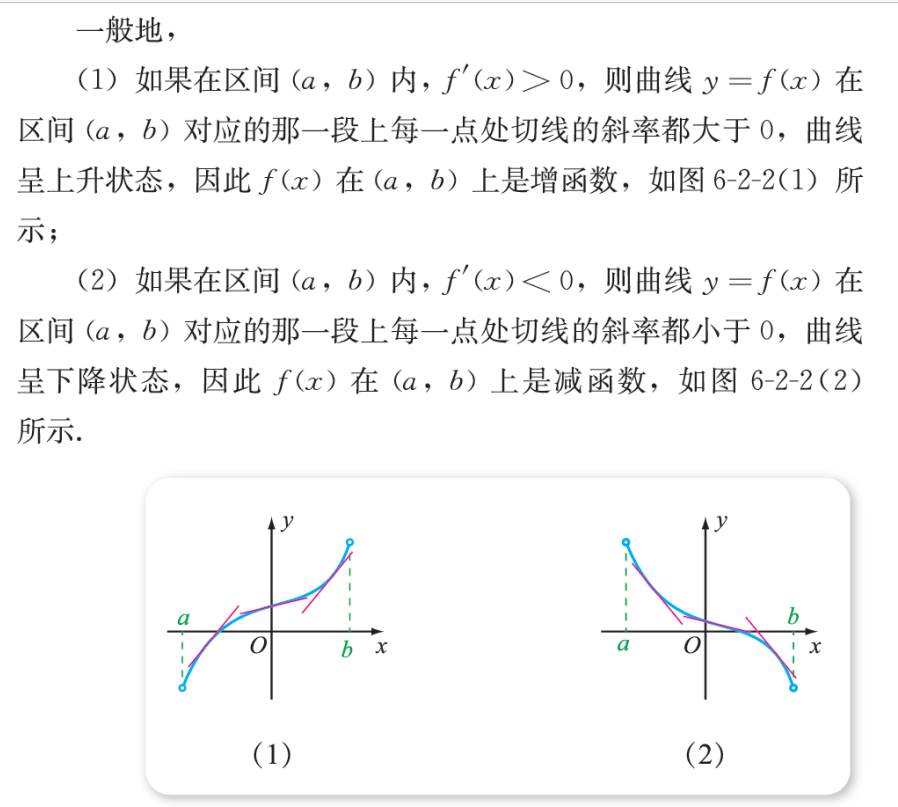 一般地，
（1）如果在区间 (a，b) 内，f′(x)＞0，则曲线 y＝f(x) 在
区间 (a，b) 对应的那一段上每一点处切线的斜率都大于 0，曲线
呈上升状态，因此 f(x) 在 (a，b) 上是增函数，如图 6-2-2(1) 所
示；
（2）如果在区间 (a，b) 内，f′(x)＜0，则曲线 y＝f(x) 在
区间 (a，b) 对应的那一段上每一点处切线的斜率都小于 0，曲线
呈下降状态，因此 f(x) 在 (a，b) 上是减函数，如图 6-2-2(2)
所示.
y
a
O
b
x
（1）
y
b
a
O
x
（2）